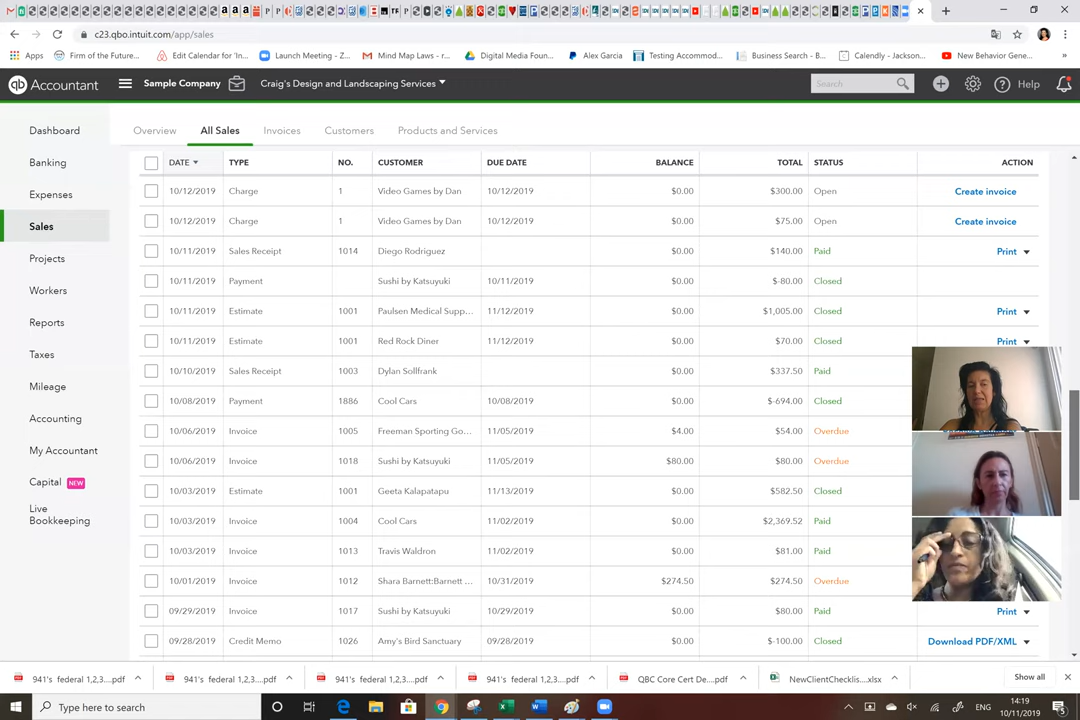 c23.qbo.intuit.com/app/sales
Apps Firm of the Future... Edit Calendar for 'In... Launch Meeting - Z... Mind Map Laws - r... Digital Media Foun... Alex Garcia Testing Accommod... Business Search - B... Calendly - Jackson... New Behavior Gene...
qb Accountant Sample Company Craig's Design and Landscaping Services Search Help
Dashboard
Banking
Expenses
Sales
Projects
Workers
Reports
Taxes
Mileage
Accounting
My Accountant
Capital NEW
Live
Bookkeeping
Overview All Sales Invoices Customers Products and Services
DATE TYPE NO. CUSTOMER DUE DATE BALANCE TOTAL STATUS ACTION
10/12/2019 Charge 1 Video Games by Dan 10/12/2019 $0.00 $300.00 Open Create invoice
10/12/2019 Charge 1 Video Games by Dan 10/12/2019 $0.00 $75.00 Open Create invoice
10/11/2019 Sales Receipt 1014 Diego Rodriguez $0.00 $140.00 Paid Print
10/11/2019 Payment Sushi by Katsuyuki 10/11/2019 $0.00 $-80.00 Closed
10/11/2019 Estimate 1001 Paulsen Medical Supp... 11/12/2019 $0.00 $1,005.00 Closed Print
10/11/2019 Estimate 1001 Red Rock Diner 11/12/2019 $0.00 $70.00 Closed Print
10/10/2019 Sales Receipt 1003 Dylan Sollfrank $0.00 $337.50 Paid
10/08/2019 Payment 1886 Cool Cars 10/08/2019 $0.00 $-694.00 Closed
10/06/2019 Invoice 1005 Freeman Sporting Go... 11/05/2019 $4.00 $54.00 Overdue
10/06/2019 Invoice 1018 Sushi by Katsuyuki 11/05/2019 $80.00 $80.00 Overdue
10/03/2019 Estimate 1001 Geeta Kalapatapu 11/13/2019 $0.00 $582.50 Closed
10/03/2019 Invoice 1004 Cool Cars 11/02/2019 $0.00 $2,369.52 Paid
10/03/2019 Invoice 1013 Travis Waldron 11/02/2019 $0.00 $81.00 Paid
10/01/2019 Invoice 1012 Shara Barnett:Barnett ... 10/31/2019 $274.50 $274.50 Overdue
09/29/2019 Invoice 1017 Sushi by Katsuyuki 10/29/2019 $0.00 $80.00 Paid Print
09/28/2019 Credit Memo 1026 Amy's Bird Sanctuary 09/28/2019 $0.00 $-100.00 Closed Download PDF/XML
941's federal 1,2,3....pdf 941's federal 1,2,3....pdf 941's federal 1,2,3....pdf 941's federal 1,2,3....pdf QBC Core Cert De....pdf NewClientChecklis....xlsx Show all
Type here to search ENG 14:19
10/11/2019